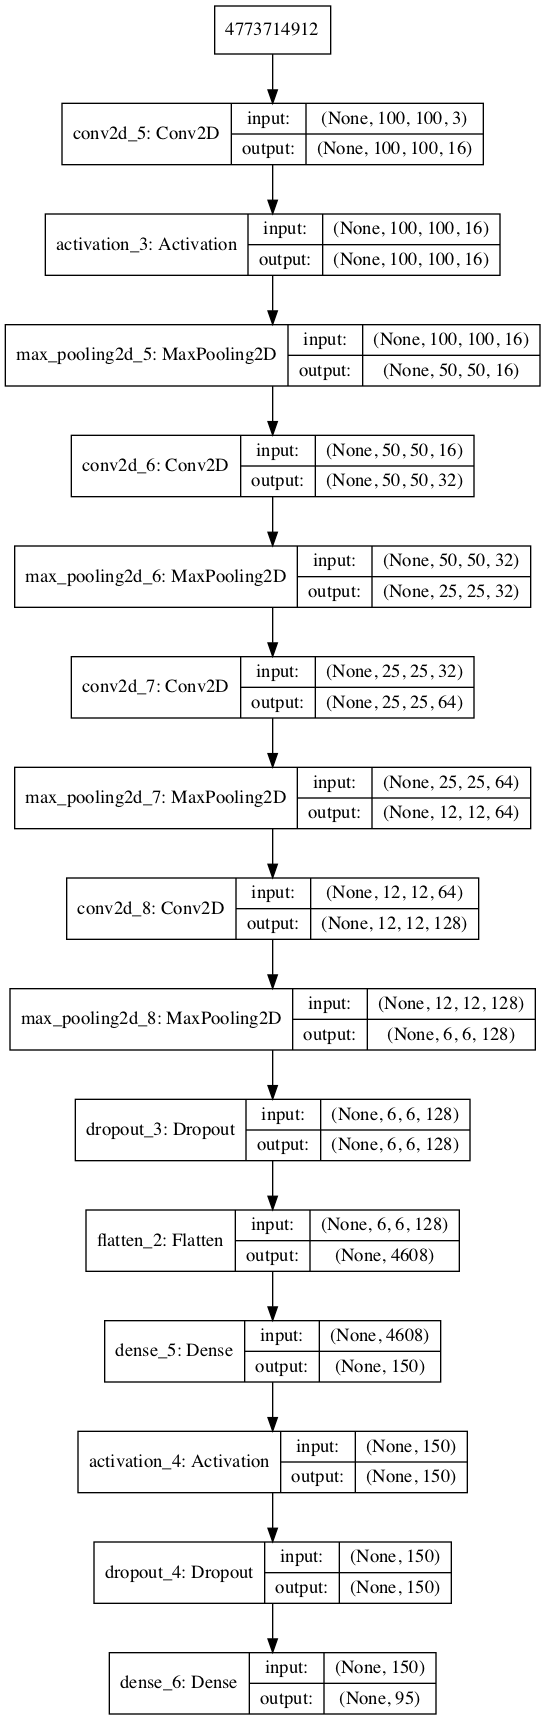 4773714912
conv2d_5: Conv2D
input: (None, 100, 100, 3)
output: (None, 100, 100, 16)
activation_3: Activation
input: (None, 100, 100, 16)
output: (None, 100, 100, 16)
max_pooling2d_5: MaxPooling2D
input: (None, 100, 100, 16)
output: (None, 50, 50, 16)
conv2d_6: Conv2D
input: (None, 50, 50, 16)
output: (None, 50, 50, 32)
max_pooling2d_6: MaxPooling2D
input: (None, 50, 50, 32)
output: (None, 25, 25, 32)
conv2d_7: Conv2D
input: (None, 25, 25, 32)
output: (None, 25, 25, 64)
max_pooling2d_7: MaxPooling2D
input: (None, 25, 25, 64)
output: (None, 12, 12, 64)
conv2d_8: Conv2D
input: (None, 12, 12, 64)
output: (None, 12, 12, 128)
max_pooling2d_8: MaxPooling2D
input: (None, 12, 12, 128)
output: (None, 6, 6, 128)
dropout_3: Dropout
input: (None, 6, 6, 128)
output: (None, 6, 6, 128)
flatten_2: Flatten
input: (None, 6, 6, 128)
output: (None, 4608)
dense_5: Dense
input: (None, 4608)
output: (None, 150)
activation_4: Activation
input: (None, 150)
output: (None, 150)
dropout_4: Dropout
input: (None, 150)
output: (None, 150)
dense_6: Dense
input: (None, 150)
output: (None, 95)